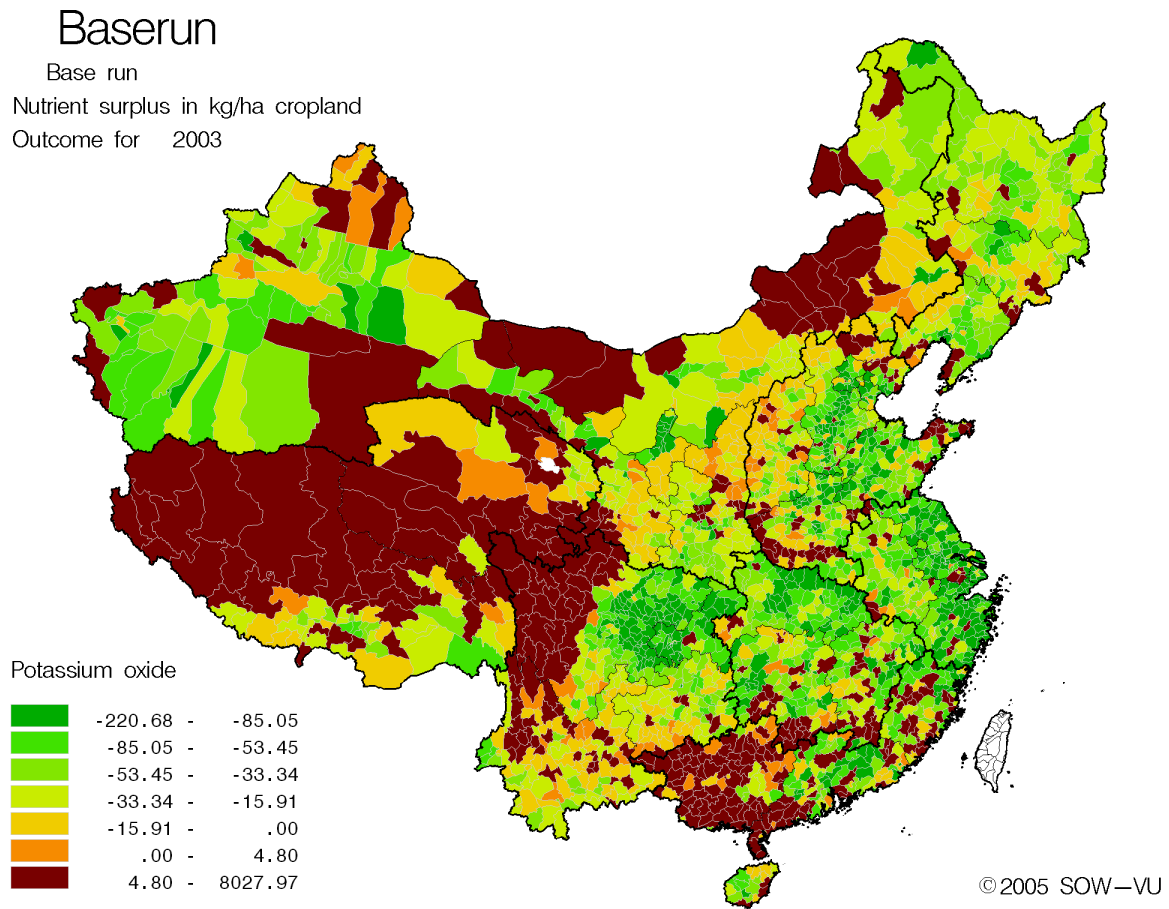 Baserun
Base run
Nutrient surplus in kg/ha cropland
Outcome for 2003
Potassium oxide
-220.68 - -85.05
-85.05 - -53.45
-53.45 - -33.34
-33.34 - -15.91
-15.91 - .00
.00 - 4.80
4.80 - 8027.97
©2005 SOW-VU